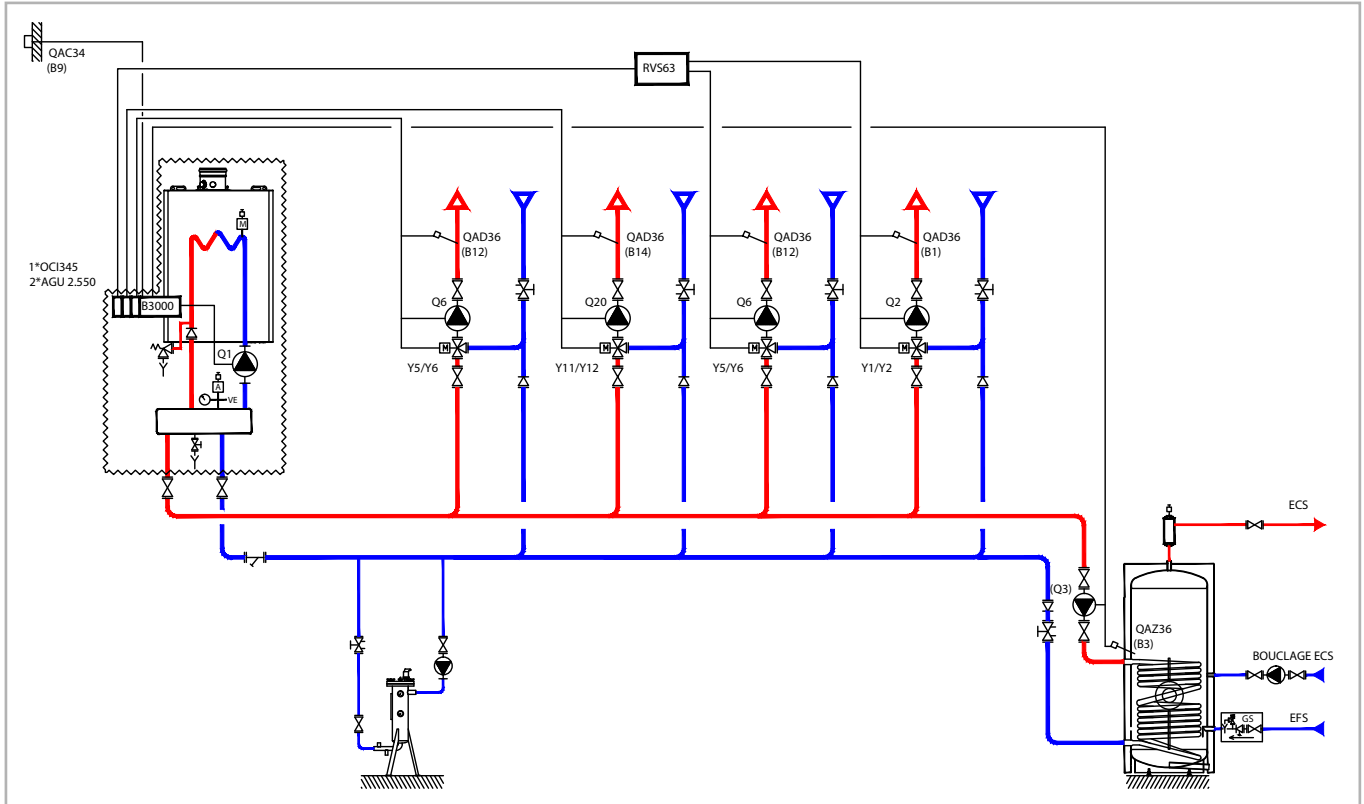 QAC34
(B9)
RVS63
QAD36
(B12)
QAD36
(B14)
QAD36
(B12)
QAD36
(B1)
1*OCI345
2*AGU 2.550
B3000
M
Q1
A
VE
Q6
Q20
Q6
Q2
M
M
M
M
Y5/Y6
Y11/Y12
Y5/Y6
Y1/Y2
ECS
(Q3)
QAZ36
(B3)
BOUCLAGE ECS
GS
EFS